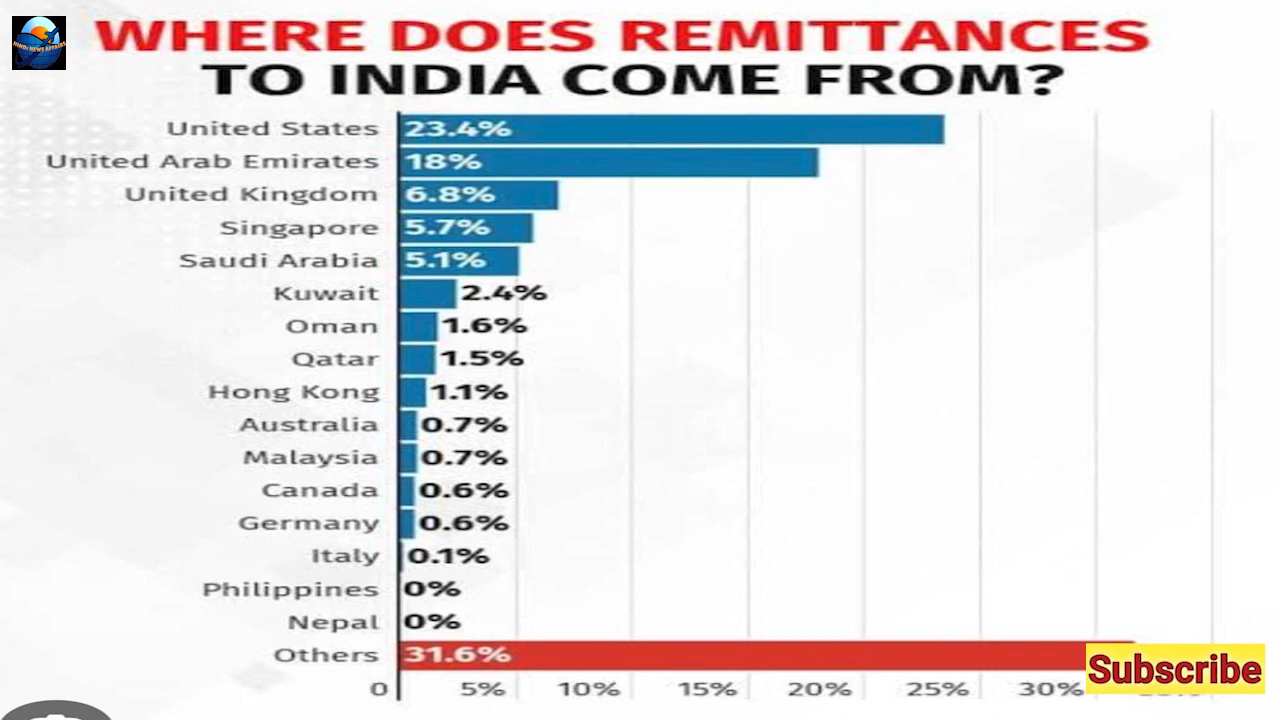 HINDI NEWS AFFAIRS
WHERE DOES REMITTANCES
TO INDIA COME FROM?
United States 23.4%
United Arab Emirates 18%
United Kingdom 6.8%
Singapore 5.7%
Saudi Arabia 5.1%
Kuwait 2.4%
Oman 1.6%
Qatar 1.5%
Hong Kong 1.1%
Australia 0.7%
Malaysia 0.7%
Canada 0.6%
Germany 0.6%
Italy 0.1%
Philippines 0%
Nepal 0%
Others 31.6%
Subscribe
0 5% 10% 15% 20% 25% 30%